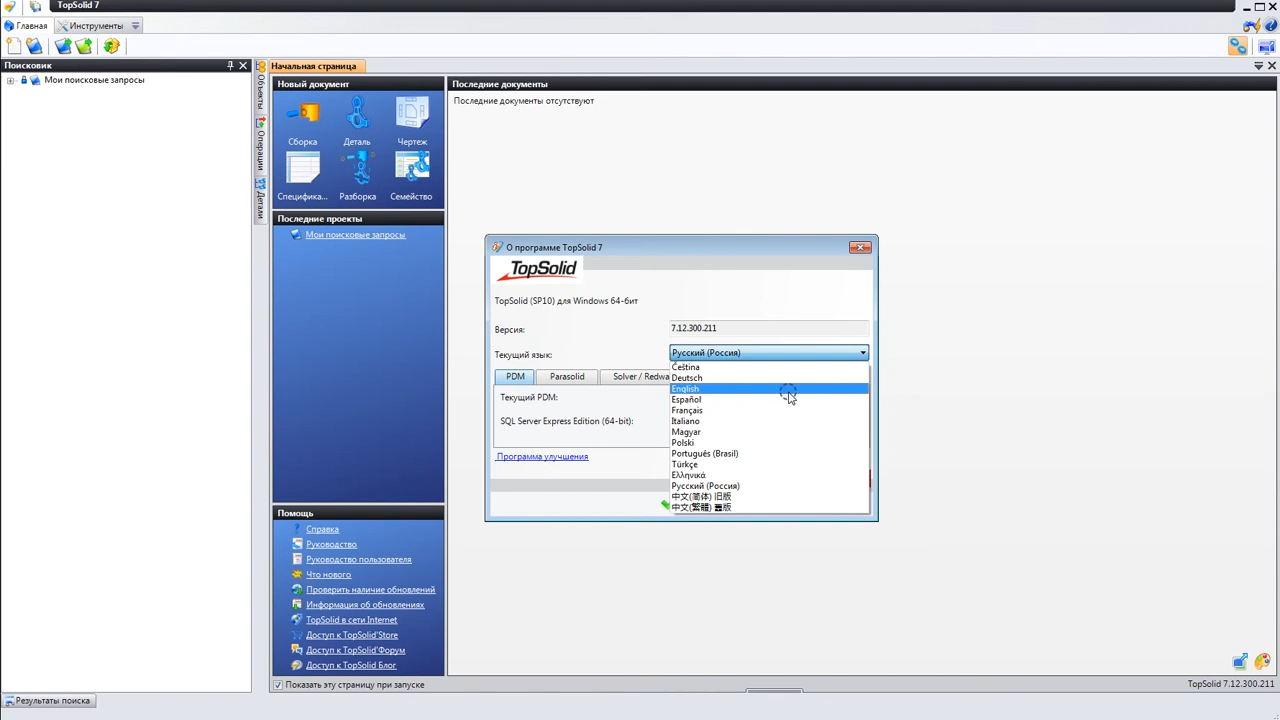 TopSolid 7
Главная
Инструменты
Поисковик
Мои поисковые запросы
Объекты
Операции
Детали
Начальная страница
Новый документ
Сборка
Деталь
Чертеж
Специфика...
Разборка
Семейство
Последние проекты
Мои поисковые запросы
Помощь
Справка
Руководство
Руководство пользователя
Что нового
Проверить наличие обновлений
Информация об обновлениях
TopSolid в сети Internet
Доступ к TopSolid'Store
Доступ к TopSolid'Форум
Доступ к TopSolid Блог
Показать эту страницу при запуске
Последние документы
Последние документы отсутствуют
О программе TopSolid 7
TopSolid
TopSolid (SP10) для Windows 64-бит
Версия:
7.12.300.211
Текущий язык:
Русский (Россия)
PDM
Parasolid
Solver / Redwa
Текущий PDM:
SQL Server Express Edition (64-bit):
Программа улучшения
Čeština
Deutsch
English
Español
Français
Italiano
Magyar
Polski
Português (Brasil)
Türkçe
Ελληνικά
Русский (Россия)
中文(简体) 旧版
中文(繁體) 舊版
Результаты поиска
TopSolid 7.12.300.211